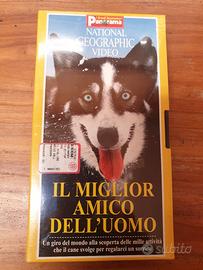 Panorama
NATIONAL
GEOGRAPHIC
VIDEO
IL MIGLIOR
AMICO
DELL'UOMO
Un giro del mondo alla scoperta delle mille attività
che il cane svolge per regalarci un sorriso
subito